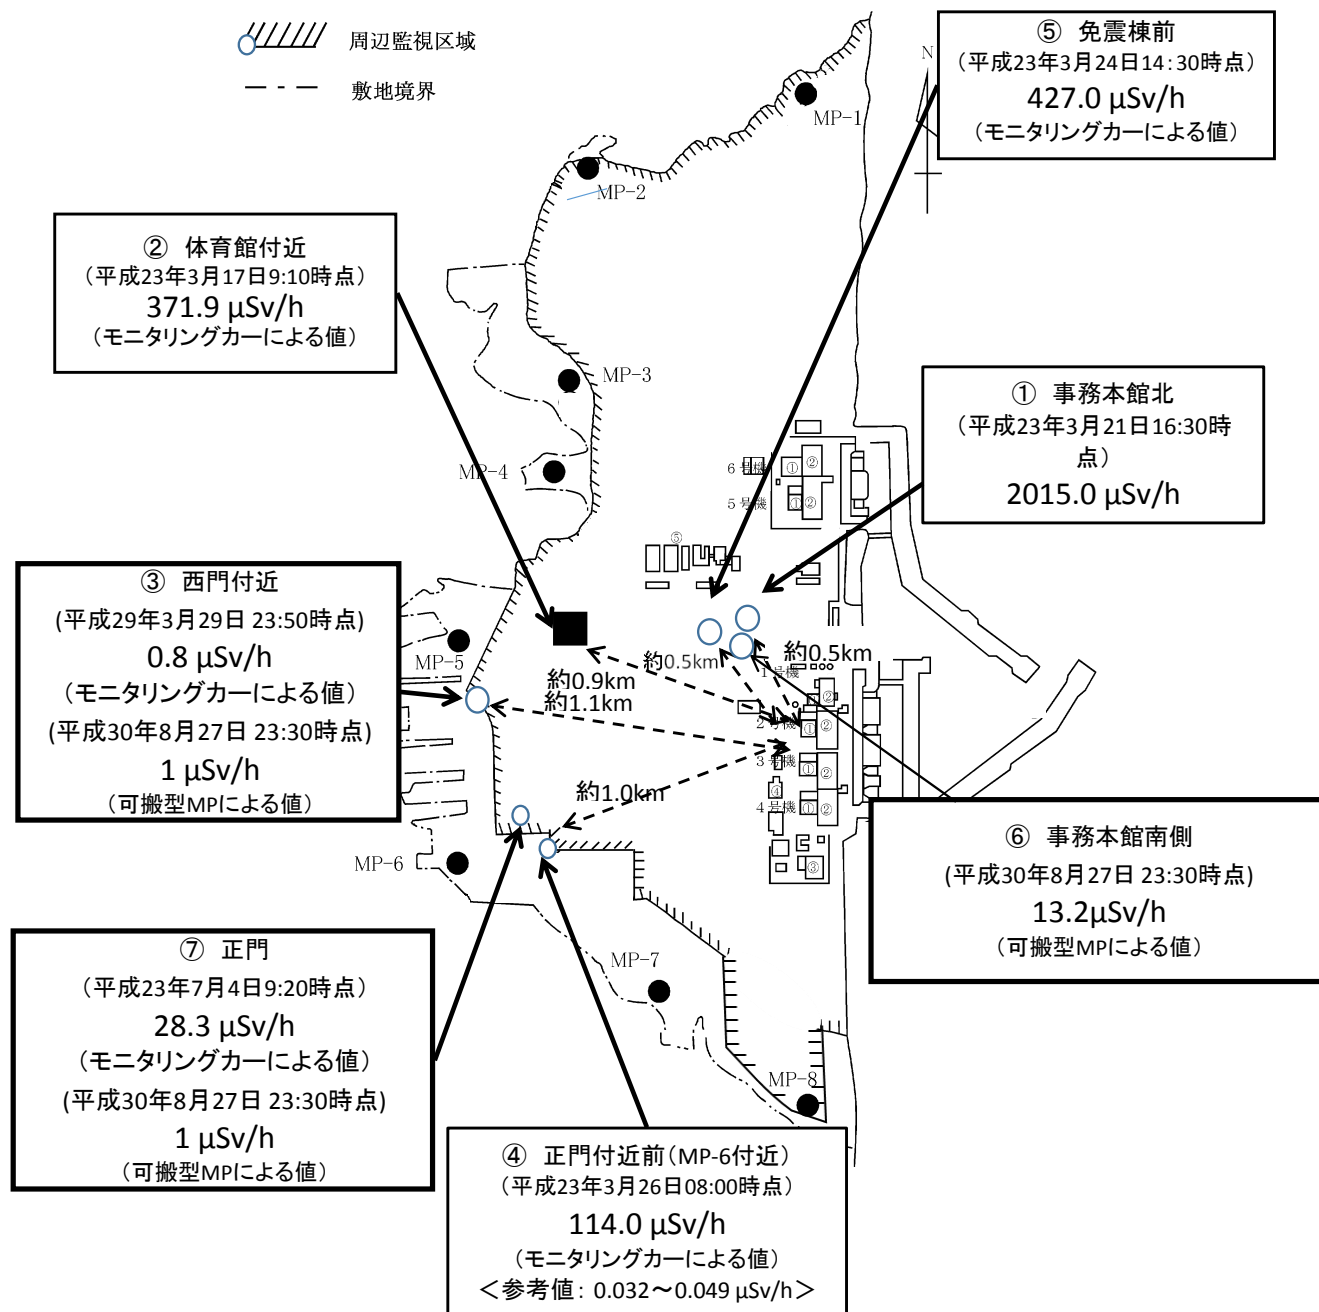 周辺監視区域
敷地境界
⑤ 免震棟前
(平成23年3月24日14:30時点)
427.0 μSv/h
(モニタリングカーによる値)
N
MP-1
MP-2
② 体育館付近
(平成23年3月17日9:10時点)
371.9 μSv/h
(モニタリングカーによる値)
MP-3
① 事務本館北
(平成23年3月21日16:30時
点)
2015.0 μSv/h
MP-4
6号機
① ②
5号機
① ②
⑤
③ 西門付近
(平成29年3月29日 23:50時点)
0.8 μSv/h
(モニタリングカーによる値)
(平成30年8月27日 23:30時点)
1 μSv/h
(可搬型MPによる値)
MP-5
約0.5km
約0.5km
約0.9km
約1.1km
1号機
②
2号機
① ②
3号機
① ②
約1.0km
④
4号機
① ②
③
MP-6
⑥ 事務本館南側
(平成30年8月27日 23:30時点)
13.2μSv/h
(可搬型MPによる値)
⑦ 正門
(平成23年7月4日9:20時点)
28.3 μSv/h
(モニタリングカーによる値)
(平成30年8月27日 23:30時点)
1 μSv/h
(可搬型MPによる値)
MP-7
MP-8
④ 正門付近前(MP-6付近)
(平成23年3月26日08:00時点)
114.0 μSv/h
(モニタリングカーによる値)
<参考値: 0.032~0.049 μSv/h>